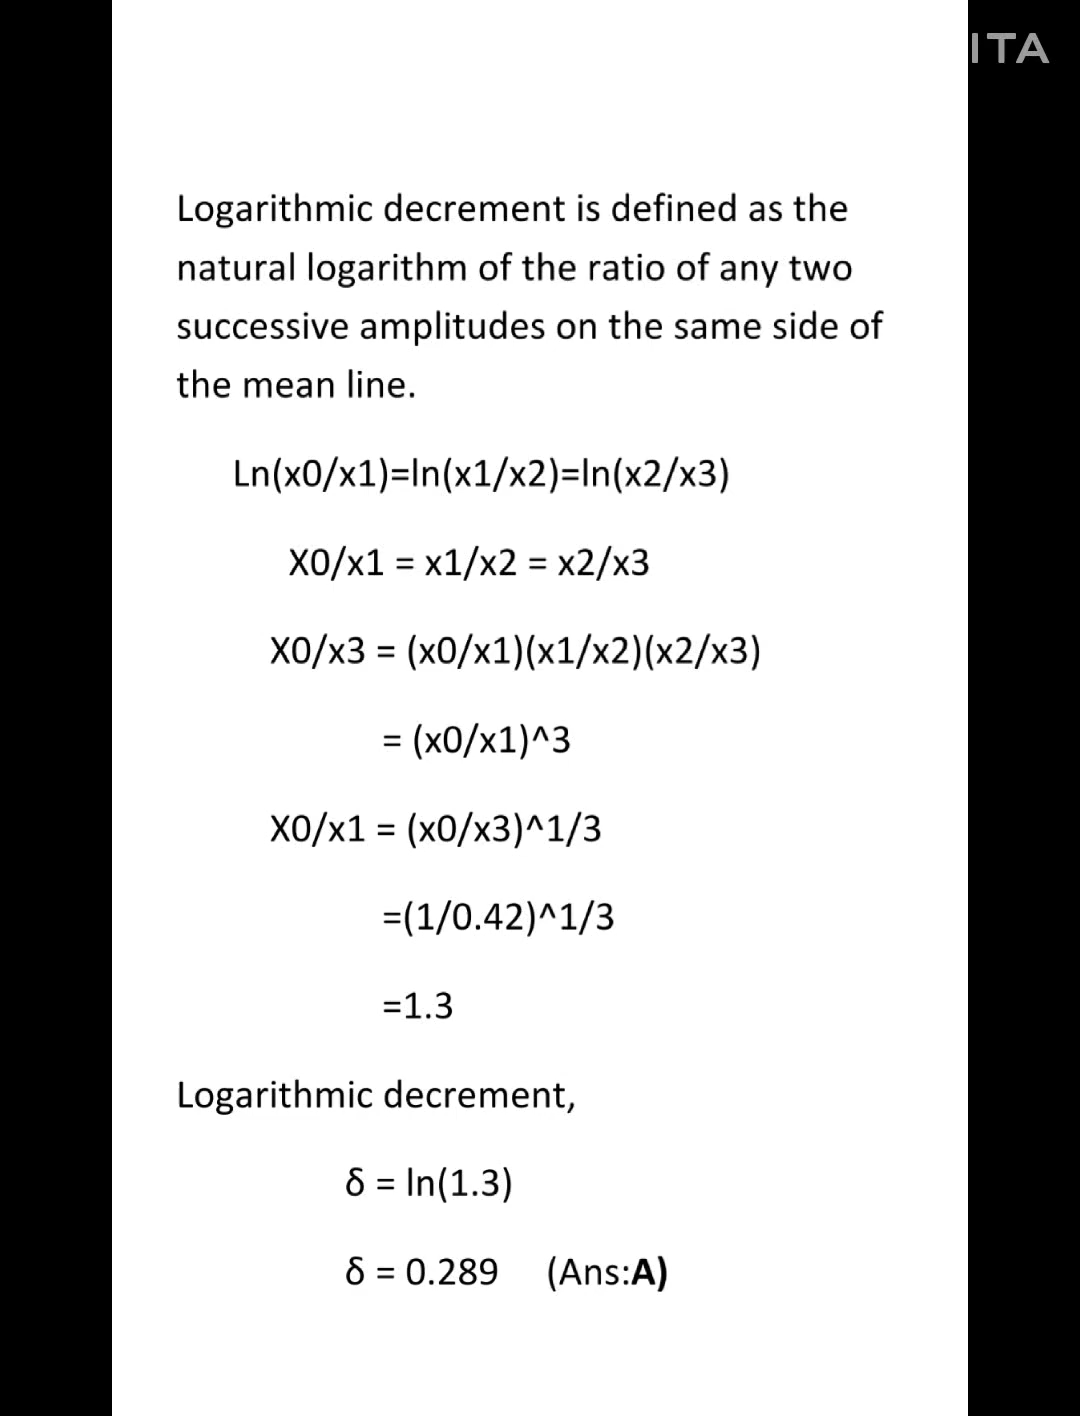 ITA
Logarithmic decrement is defined as the
natural logarithm of the ratio of any two
successive amplitudes on the same side of
the mean line.
Ln(x0/x1)=ln(x1/x2)=ln(x2/x3)
X0/x1 = x1/x2 = x2/x3
X0/x3 = (x0/x1)(x1/x2)(x2/x3)
= (x0/x1)^3
X0/x1 = (x0/x3)^1/3
=(1/0.42)^1/3
=1.3
Logarithmic decrement,
δ = ln(1.3)
δ = 0.289 (Ans:A)